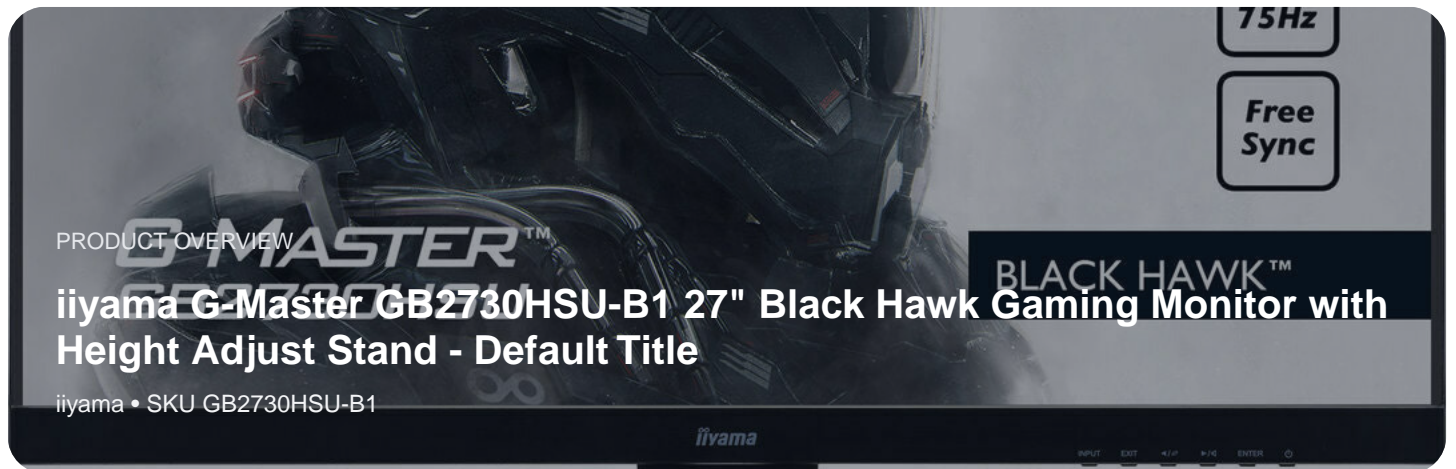 75Hz
Free
Sync
PRODUCT OVERVIEW
G-MASTER™
GB2730HSU
BLACK HAWK™
iiyama G-Master GB2730HSU-B1 27" Black Hawk Gaming Monitor with
Height Adjust Stand - Default Title
iiyama • SKU GB2730HSU-B1
iiyama
INPUT EXIT ENTER